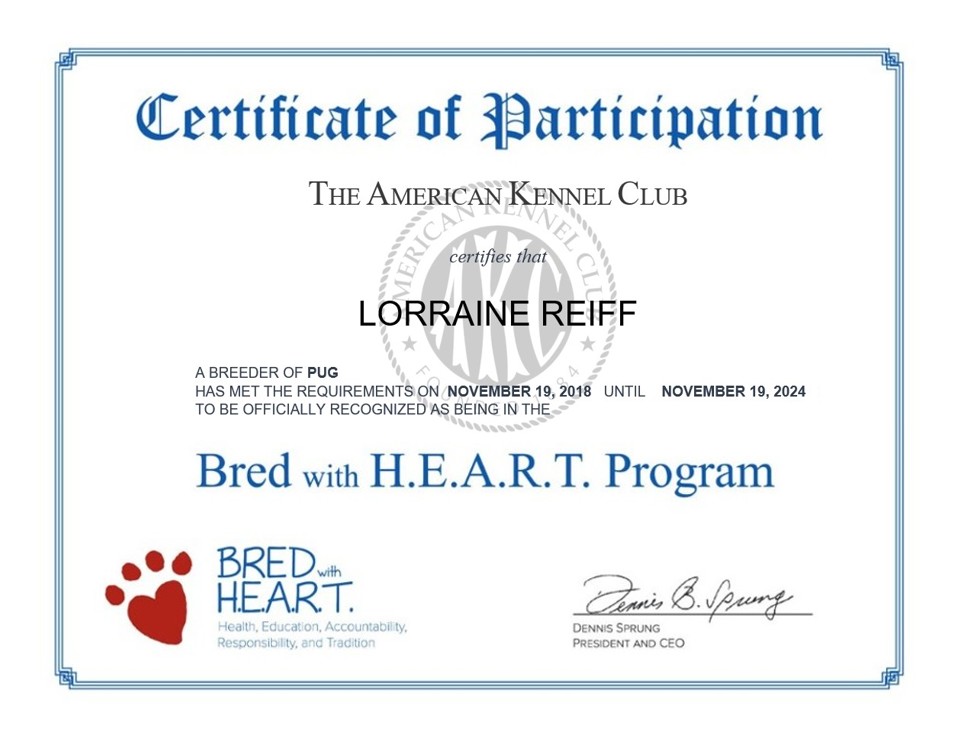 Certificate of Participation
THE AMERICAN KENNEL CLUB
AMERICAN KENNEL CLUB
AKC
FOUNDED 1884
certifies that
LORRAINE REIFF
A BREEDER OF PUG
HAS MET THE REQUIREMENTS ON NOVEMBER 19, 2018 UNTIL NOVEMBER 19, 2024
TO BE OFFICIALLY RECOGNIZED AS BEING IN THE
Bred with H.E.A.R.T. Program
BRED with
H.E.A.R.T.
Health, Education, Accountability,
Responsibility, and Tradition
Dennis B. Sprung
DENNIS SPRUNG
PRESIDENT AND CEO